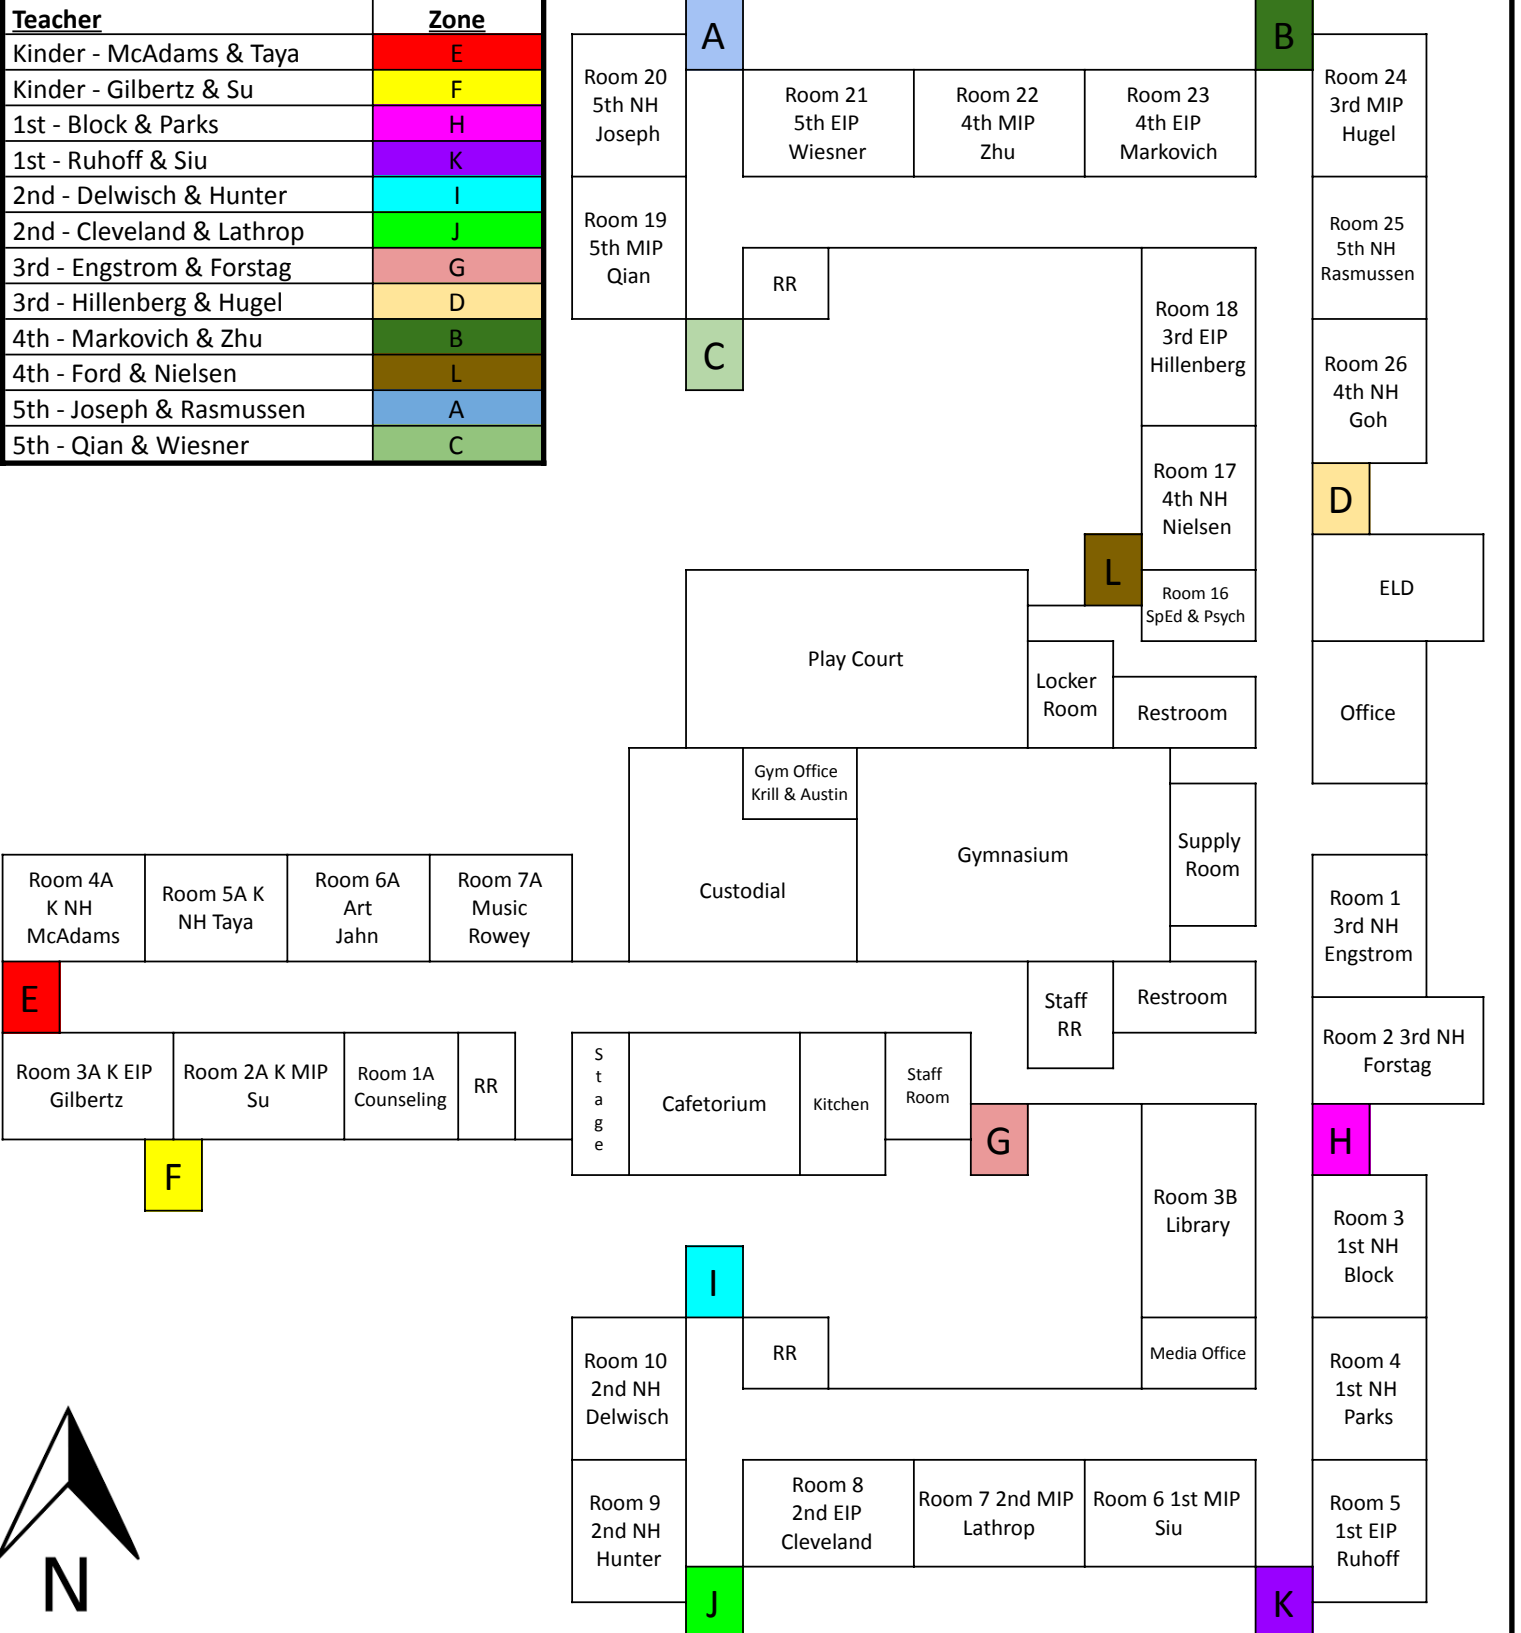 Teacher Zone
Kinder - McAdams & Taya E
Kinder - Gilbertz & Su F
1st - Block & Parks H
1st - Ruhoff & Siu K
2nd - Delwisch & Hunter I
2nd - Cleveland & Lathrop J
3rd - Engstrom & Forstag G
3rd - Hillenberg & Hugel D
4th - Markovich & Zhu B
4th - Ford & Nielsen L
5th - Joseph & Rasmussen A
5th - Qian & Wiesner C
A
B
Room 20
5th NH
Joseph
Room 21
5th EIP
Wiesner
Room 22
4th MIP
Zhu
Room 23
4th EIP
Markovich
Room 24
3rd MIP
Hugel
Room 19
5th MIP
Qian
RR
Room 18
3rd EIP
Hillenberg
Room 25
5th NH
Rasmussen
C
Room 26
4th NH
Goh
Room 17
4th NH
Nielsen
D
L
Room 16
SpEd & Psych
ELD
Play Court
Locker
Room
Restroom
Office
Gym Office
Krill & Austin
Custodial
Gymnasium
Supply
Room
Room 4A
K NH
McAdams
Room 5A K
NH Taya
Room 6A
Art
Jahn
Room 7A
Music
Rowey
Room 1
3rd NH
Engstrom
E
Staff
RR
Restroom
Room 3A K EIP
Gilbertz
Room 2A K MIP
Su
Room 1A
Counseling
RR
S
t
a
g
e
Cafetorium
Kitchen
Staff
Room
Room 2 3rd NH
Forstag
F
G
H
Room 3B
Library
Room 3
1st NH
Block
I
Room 10
2nd NH
Delwisch
RR
Media Office
Room 4
1st NH
Parks
Room 9
2nd NH
Hunter
Room 8
2nd EIP
Cleveland
Room 7 2nd MIP
Lathrop
Room 6 1st MIP
Siu
Room 5
1st EIP
Ruhoff
N
J
K